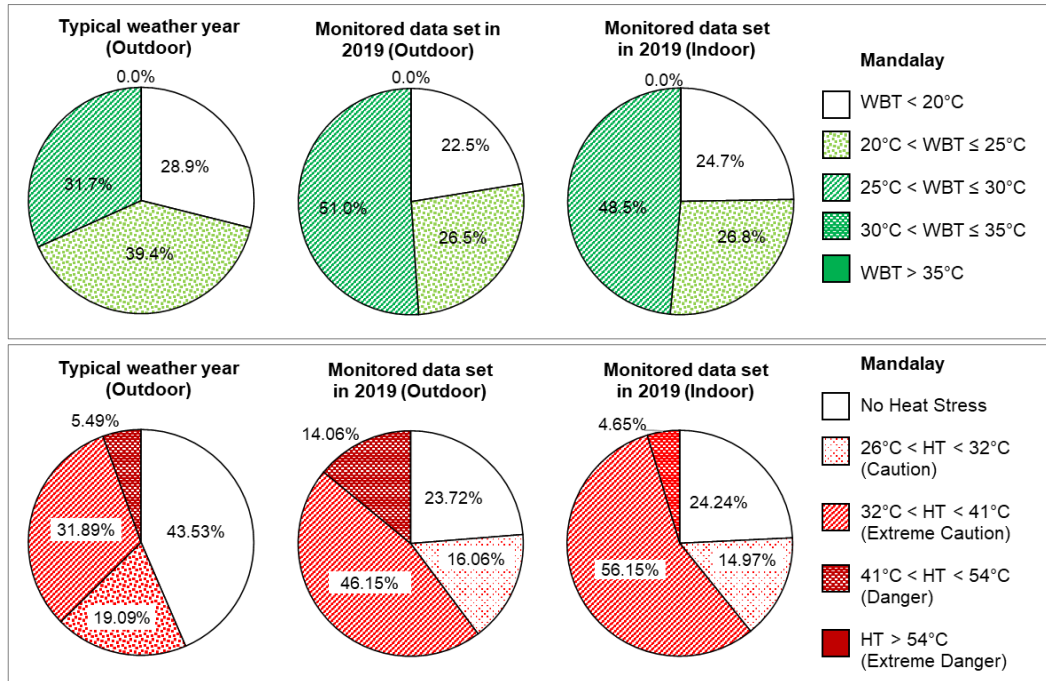 Typical weather year
(Outdoor)
Monitored data set in
2019 (Outdoor)
Monitored data set
in 2019 (Indoor)
Mandalay
0.0%
28.9%
39.4%
31.7%
0.0%
22.5%
26.5%
51.0%
0.0%
24.7%
26.8%
48.5%
WBT < 20°C
20°C < WBT ≤ 25°C
25°C < WBT ≤ 30°C
30°C < WBT ≤ 35°C
WBT > 35°C
Typical weather year
(Outdoor)
Monitored data set
in 2019 (Outdoor)
Monitored data set
in 2019 (Indoor)
Mandalay
5.49%
43.53%
31.89%
19.09%
14.06%
23.72%
16.06%
46.15%
4.65%
24.24%
14.97%
56.15%
No Heat Stress
26°C < HT < 32°C
(Caution)
32°C < HT < 41°C
(Extreme Caution)
41°C < HT < 54°C
(Danger)
HT > 54°C
(Extreme Danger)